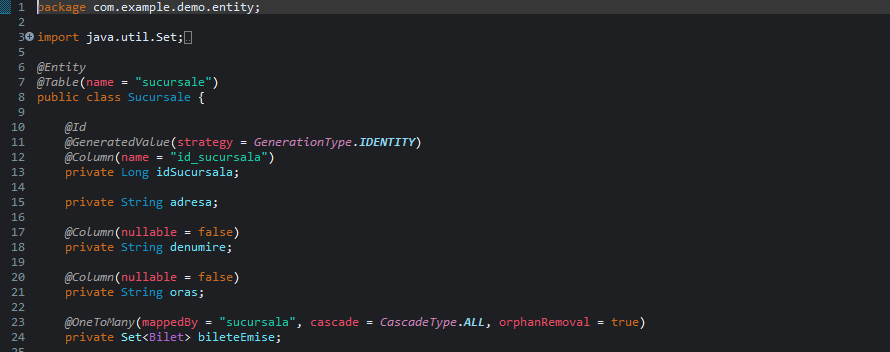 1 package com.example.demo.entity;
2
3 import java.util.Set;
5
6 @Entity
7 @Table(name = "sucursale")
8 public class Sucursale {
9
10 @Id
11 @GeneratedValue(strategy = GenerationType.IDENTITY)
12 @Column(name = "id_sucursala")
13 private Long idSucursala;
14
15 private String adresa;
16
17 @Column(nullable = false)
18 private String denumire;
19
20 @Column(nullable = false)
21 private String oras;
22
23 @OneToMany(mappedBy = "sucursala", cascade = CascadeType.ALL, orphanRemoval = true)
24 private Set<Bilet> bileteEmise;
25